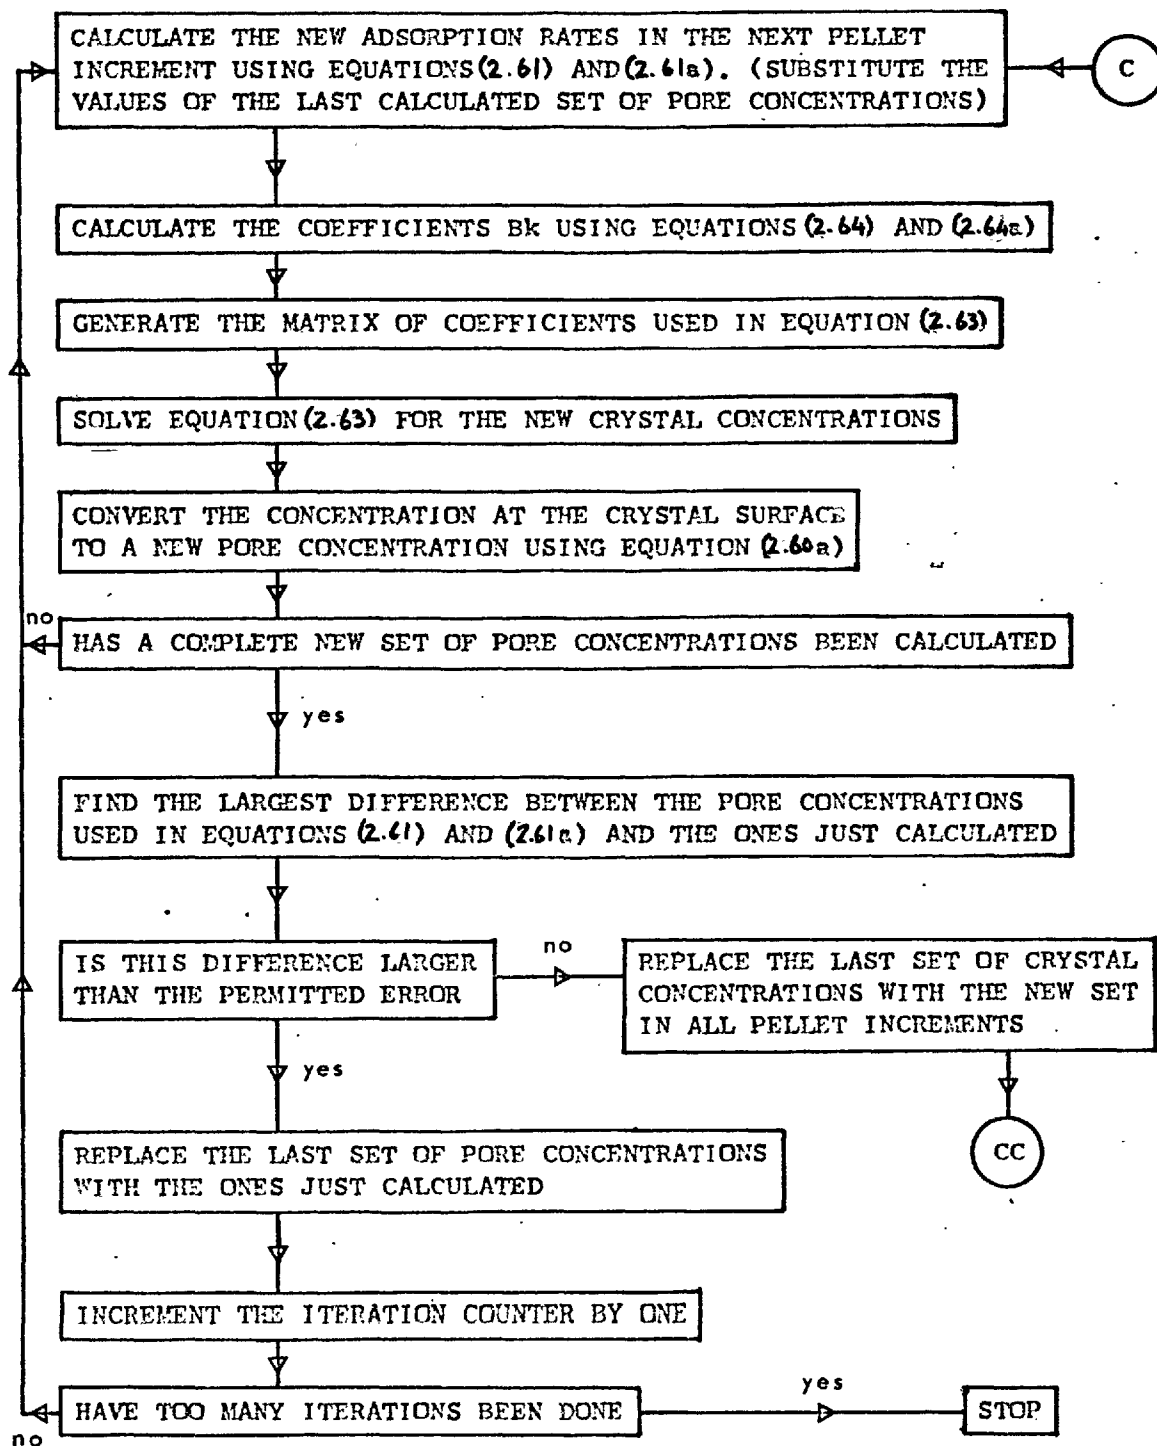 CALCULATE THE NEW ADSORPTION RATES IN THE NEXT PELLET
INCREMENT USING EQUATIONS (2.61) AND (2.61a). (SUBSTITUTE THE
VALUES OF THE LAST CALCULATED SET OF PORE CONCENTRATIONS)
C
CALCULATE THE COEFFICIENTS Bk USING EQUATIONS (2.64) AND (2.64a)
GENERATE THE MATRIX OF COEFFICIENTS USED IN EQUATION (2.63)
SOLVE EQUATION (2.63) FOR THE NEW CRYSTAL CONCENTRATIONS
CONVERT THE CONCENTRATION AT THE CRYSTAL SURFACE
TO A NEW PORE CONCENTRATION USING EQUATION (2.60a)
no
HAS A COMPLETE NEW SET OF PORE CONCENTRATIONS BEEN CALCULATED
yes
FIND THE LARGEST DIFFERENCE BETWEEN THE PORE CONCENTRATIONS
USED IN EQUATIONS (2.61) AND (2.61a) AND THE ONES JUST CALCULATED
IS THIS DIFFERENCE LARGER
THAN THE PERMITTED ERROR
no
REPLACE THE LAST SET OF CRYSTAL
CONCENTRATIONS WITH THE NEW SET
IN ALL PELLET INCREMENTS
yes
CC
REPLACE THE LAST SET OF PORE CONCENTRATIONS
WITH THE ONES JUST CALCULATED
INCREMENT THE ITERATION COUNTER BY ONE
HAVE TOO MANY ITERATIONS BEEN DONE
yes
STOP
no